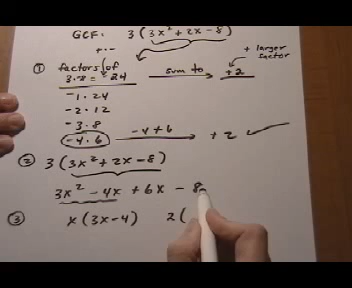 GCF: 3 ( 3x² + 2x - 8 )
+ · -
+ larger factor
① factors of sum to
3·8 = 24 +2
-1·24
-2·12
-3·8
-4·6 -4+6 +2 ✓
② 3 ( 3x² + 2x - 8 )
3x² - 4x + 6x - 8
③ x ( 3x - 4 ) 2 (